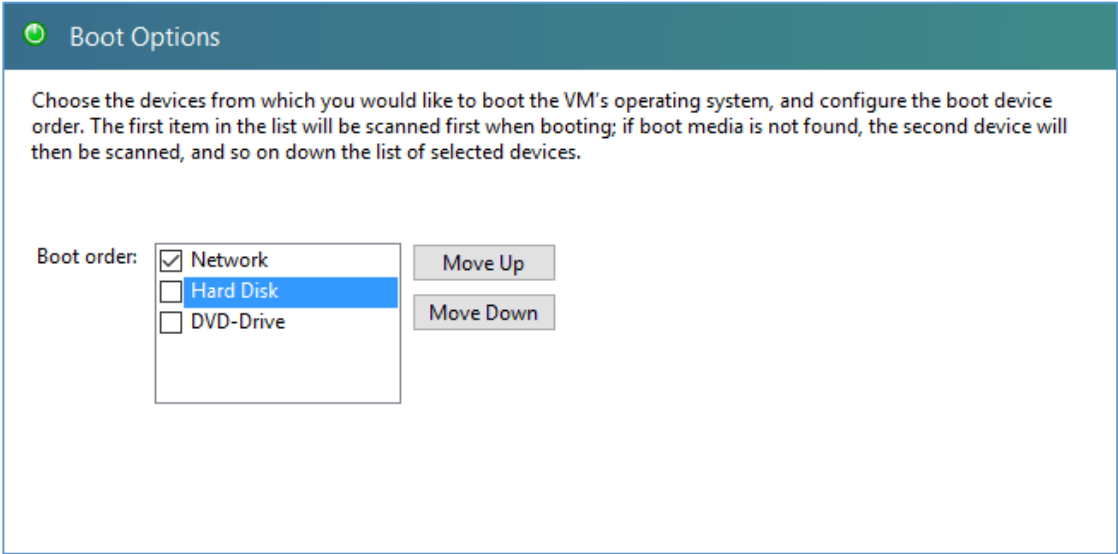 Boot Options
Choose the devices from which you would like to boot the VM's operating system, and configure the boot device
order. The first item in the list will be scanned first when booting; if boot media is not found, the second device will
then be scanned, and so on down the list of selected devices.
Boot order:
Network
Hard Disk
DVD-Drive
Move Up
Move Down